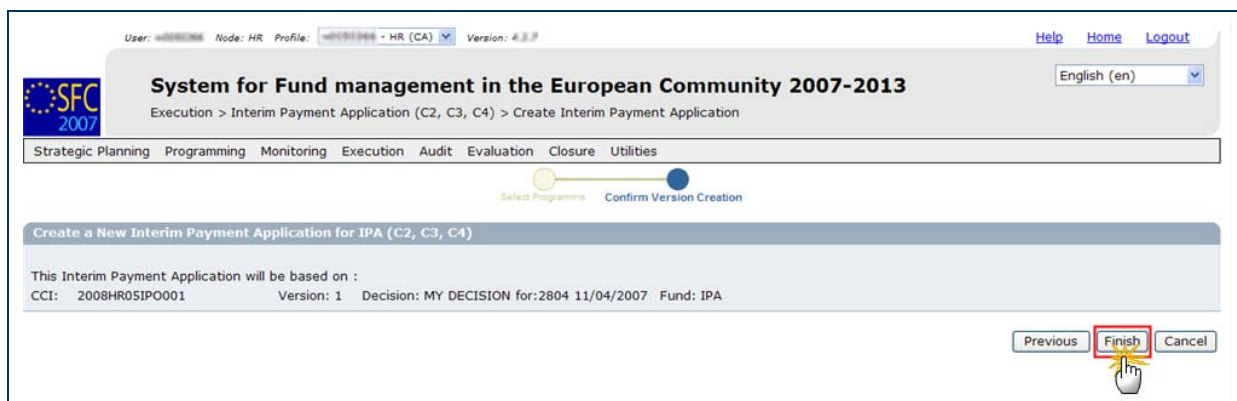 User: Node: HR Profile: - HR (CA) Version: 4.3.7
Help Home Logout
System for Fund management in the European Community 2007-2013
English (en)
SFC
2007
Execution > Interim Payment Application (C2, C3, C4) > Create Interim Payment Application
Strategic Planning Programming Monitoring Execution Audit Evaluation Closure Utilities
Select Programme Confirm Version Creation
Create a New Interim Payment Application for IPA (C2, C3, C4)
This Interim Payment Application will be based on :
CCI: 2008HR05IPO001 Version: 1 Decision: MY DECISION for:2804 11/04/2007 Fund: IPA
Previous Finish Cancel